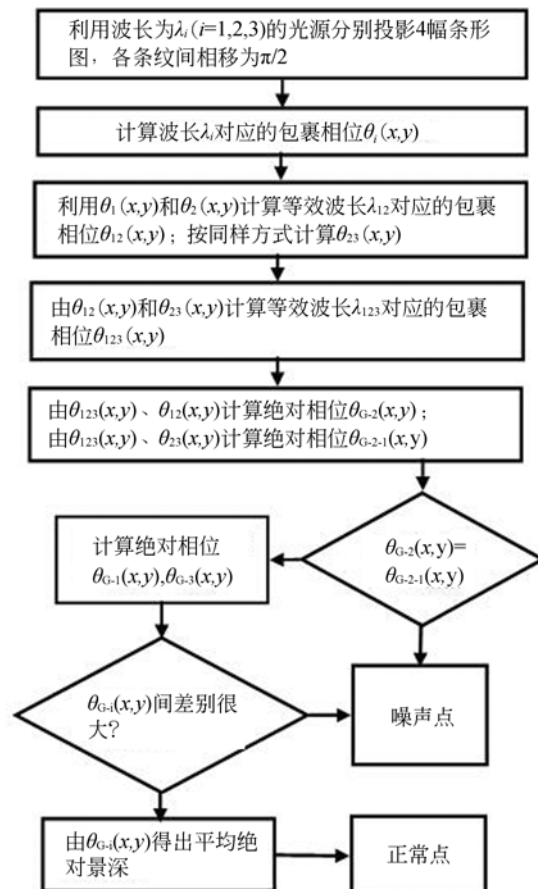 利用波长为λi(i=1,2,3)的光源分别投影4幅条形
图，各条纹间相移为π/2
计算波长λi对应的包裹相位θi(x,y)
利用θ1(x,y)和θ2(x,y)计算等效波长λ12对应的包裹
相位θ12(x,y)；按同样方式计算θ23(x,y)
由θ12(x,y)和θ23(x,y)计算等效波长λ123对应的包裹
相位θ123(x,y)
由θ123(x,y)、θ12(x,y)计算绝对相位θG-2(x,y)；
由θ123(x,y)、θ23(x,y)计算绝对相位θG-2-1(x,y)
θG-2(x,y)=
θG-2-1(x,y)
计算绝对相位
θG-1(x,y),θG-3(x,y)
θG-i(x,y)间差别很
大?
噪声点
由θG-i(x,y)得出平均绝
对景深
正常点